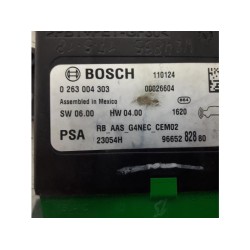 BOSCH 110124
0 263 004 303 00026604
Assembled in Mexico
SW 06.00 HW 04.00 1620
PSA R8_AAS_G4NEC_CEM02
23054H 96652 828 80